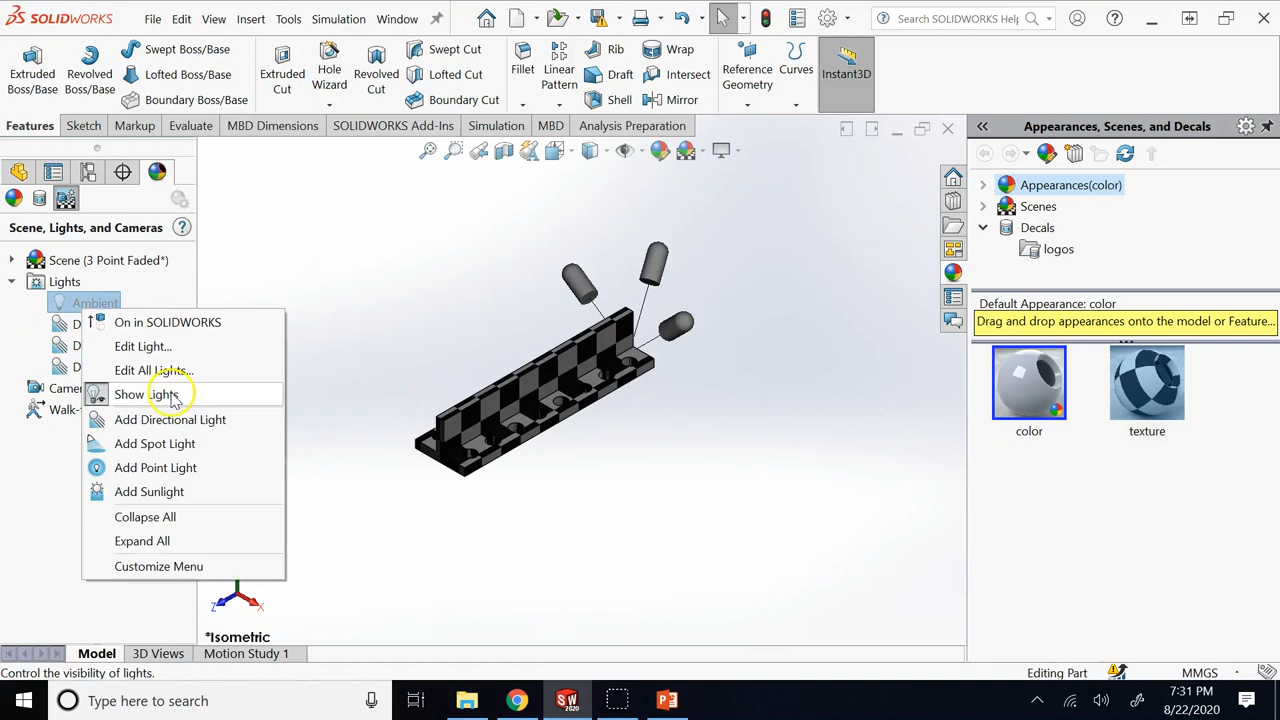 SOLIDWORKS
File Edit View Insert Tools Simulation Window
Search SOLIDWORKS Help
Extruded Boss/Base
Revolved Boss/Base
Swept Boss/Base
Lofted Boss/Base
Boundary Boss/Base
Extruded Cut
Hole Wizard
Revolved Cut
Swept Cut
Lofted Cut
Boundary Cut
Fillet
Linear Pattern
Rib
Draft
Shell
Wrap
Intersect
Mirror
Reference Geometry
Curves
Instant3D
Features Sketch Markup Evaluate MBD Dimensions SOLIDWORKS Add-Ins Simulation MBD Analysis Preparation
Scene, Lights, and Cameras
Scene (3 Point Faded*)
Lights
Ambient
D
D
D
Camer
Walk-
On in SOLIDWORKS
Edit Light...
Edit All Lights...
Show Lights
Add Directional Light
Add Spot Light
Add Point Light
Add Sunlight
Collapse All
Expand All
Customize Menu
Z X
*Isometric
Appearances, Scenes, and Decals
Appearances(color)
Scenes
Decals
logos
Default Appearance: color
Drag and drop appearances onto the model or Feature...
color
texture
Model 3D Views Motion Study 1
Control the visibility of lights.
Editing Part
MMGS
Type here to search
SW
2020
7:31 PM
8/22/2020